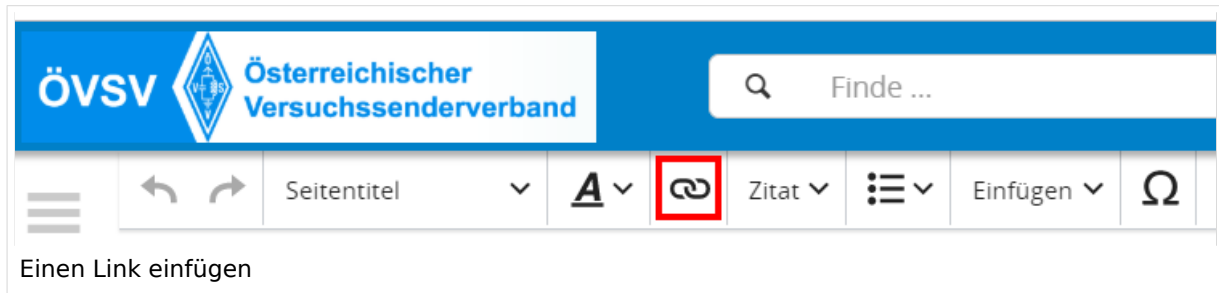 ÖVSV
Österreichischer
Versuchssenderverband
Finde ...
Seitentitel
A
Zitat
Einfügen
Ω
Einen Link einfügen